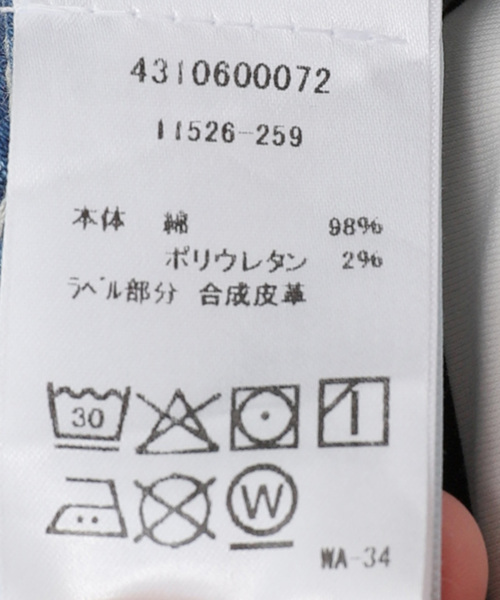 4310600072
11526-259
本体 綿 98%
ポリウレタン 2%
ラベル部分 合成皮革
30
W
WA-34